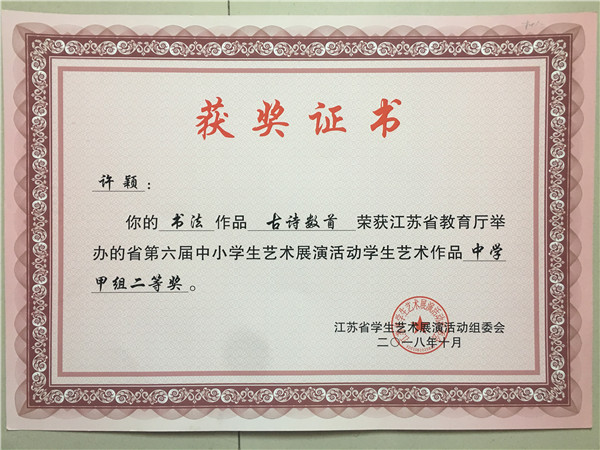 获奖证书
许颖：
你的 书法 作品 古诗数首 荣获江苏省教育厅举
办的省第六届中小学生艺术展演活动学生艺术作品 中学
甲组二等奖 。
江苏省学生艺术展演活动组委会
二〇一八年十月